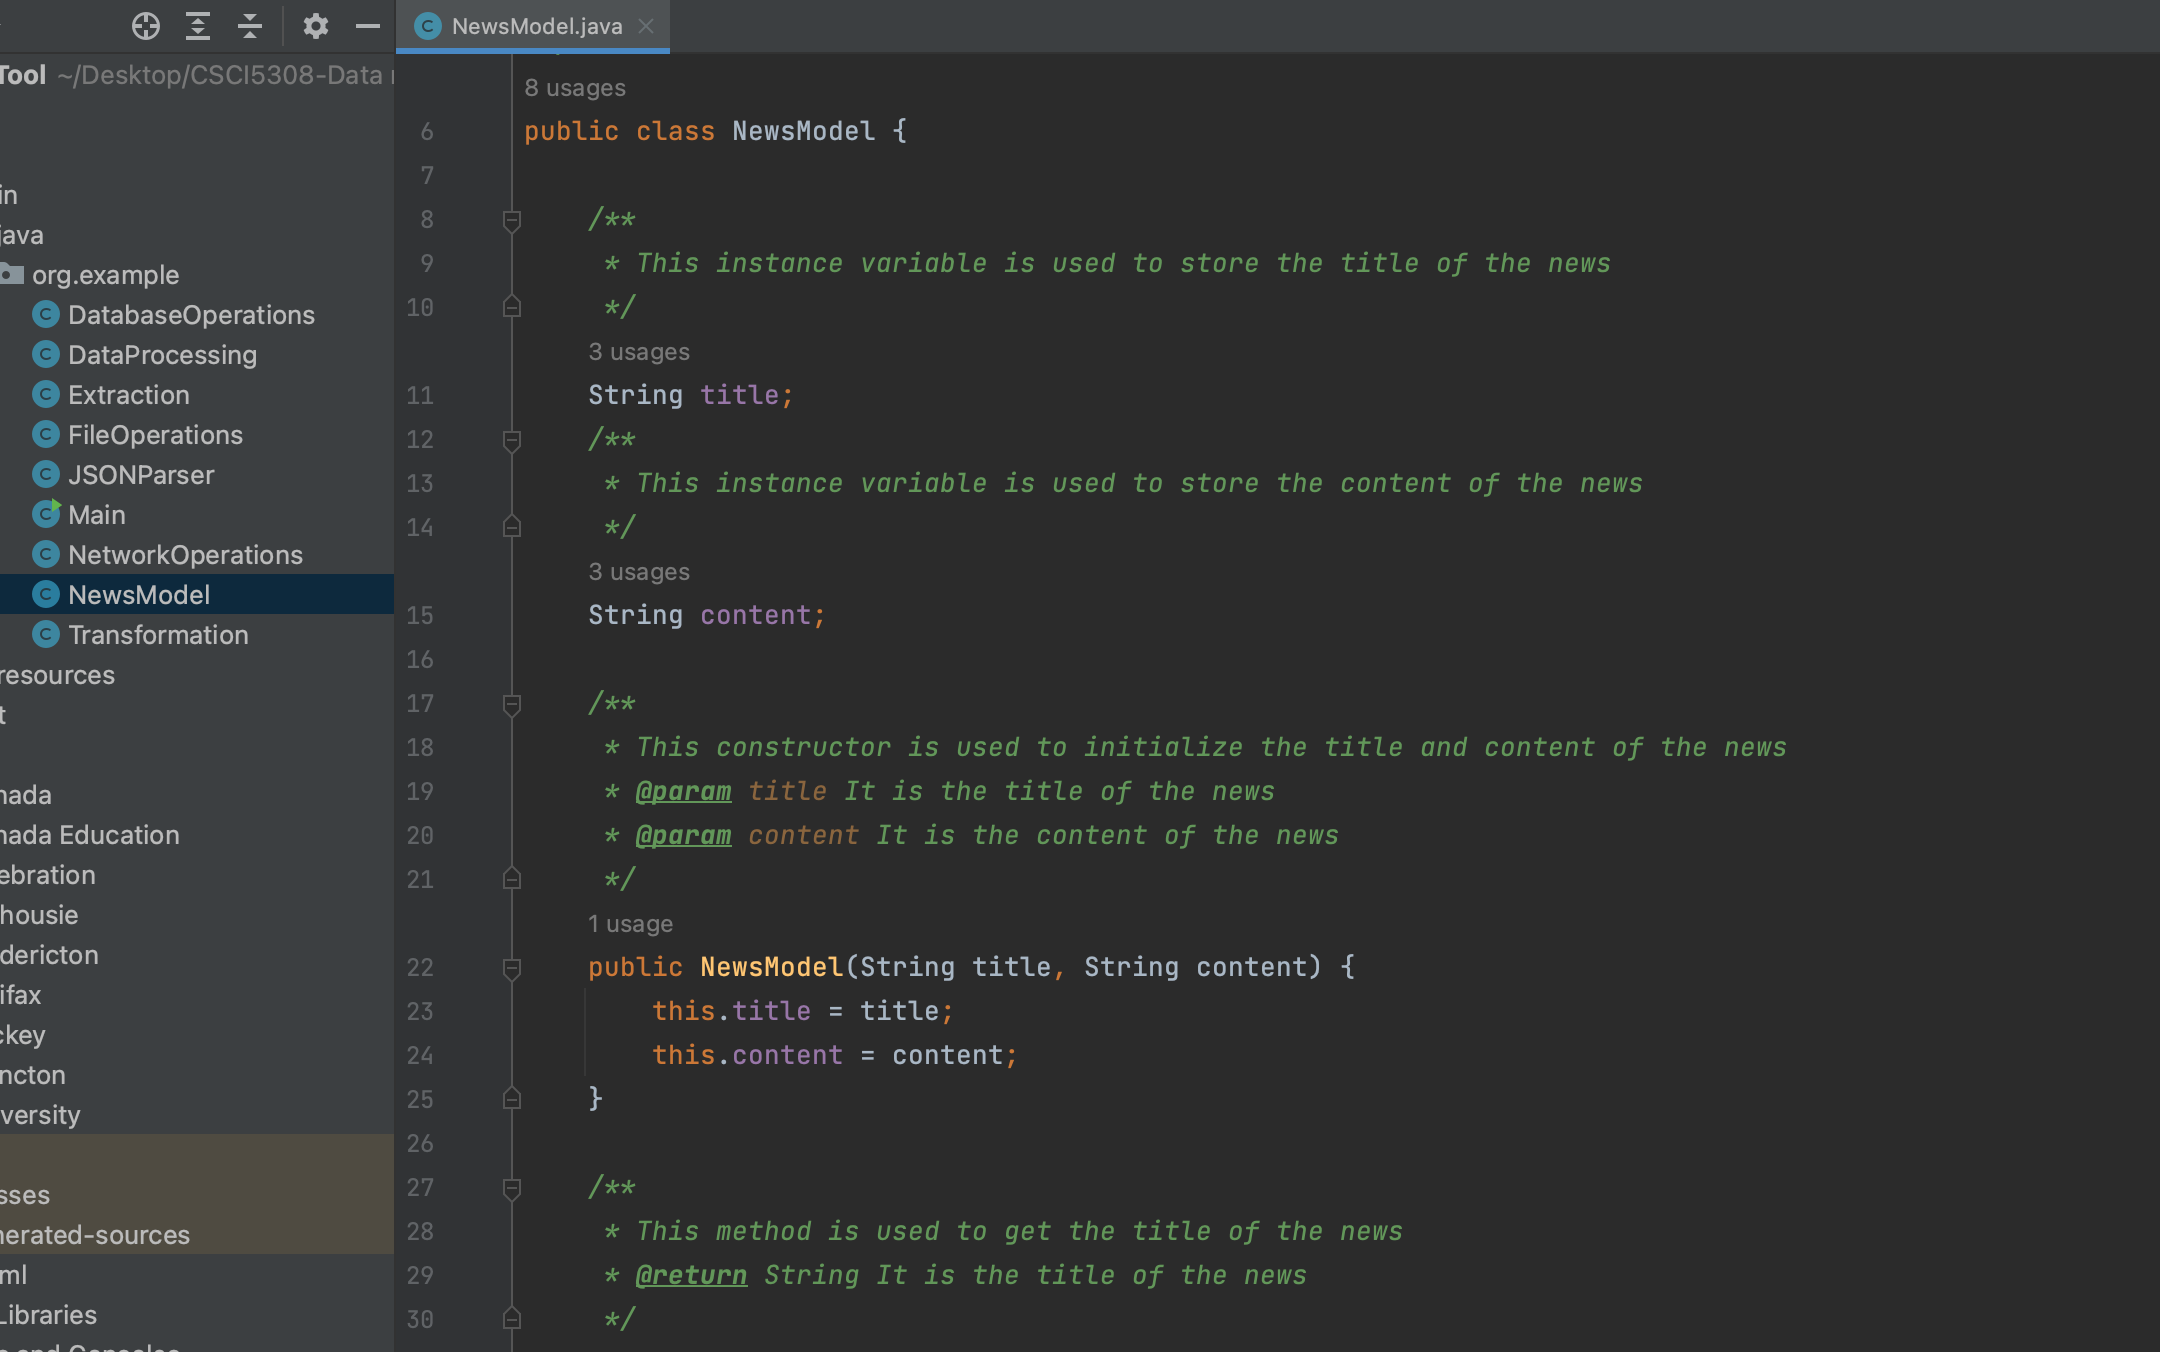 Tool ~/Desktop/CSCI5308-Data
in
java
org.example
DatabaseOperations
DataProcessing
Extraction
FileOperations
JSONParser
Main
NetworkOperations
NewsModel
Transformation
resources
t
nada
nada Education
ebration
housie
dericton
ifax
ckey
ncton
versity
sses
nerated-sources
ml
Libraries
NewsModel.java
8 usages
6 public class NewsModel {
7
8 /**
9 * This instance variable is used to store the title of the news
10 */
3 usages
11 String title;
12 /**
13 * This instance variable is used to store the content of the news
14 */
3 usages
15 String content;
16
17 /**
18 * This constructor is used to initialize the title and content of the news
19 * @param title It is the title of the news
20 * @param content It is the content of the news
21 */
1 usage
22 public NewsModel(String title, String content) {
23 this.title = title;
24 this.content = content;
25 }
26
27 /**
28 * This method is used to get the title of the news
29 * @return String It is the title of the news
30 */